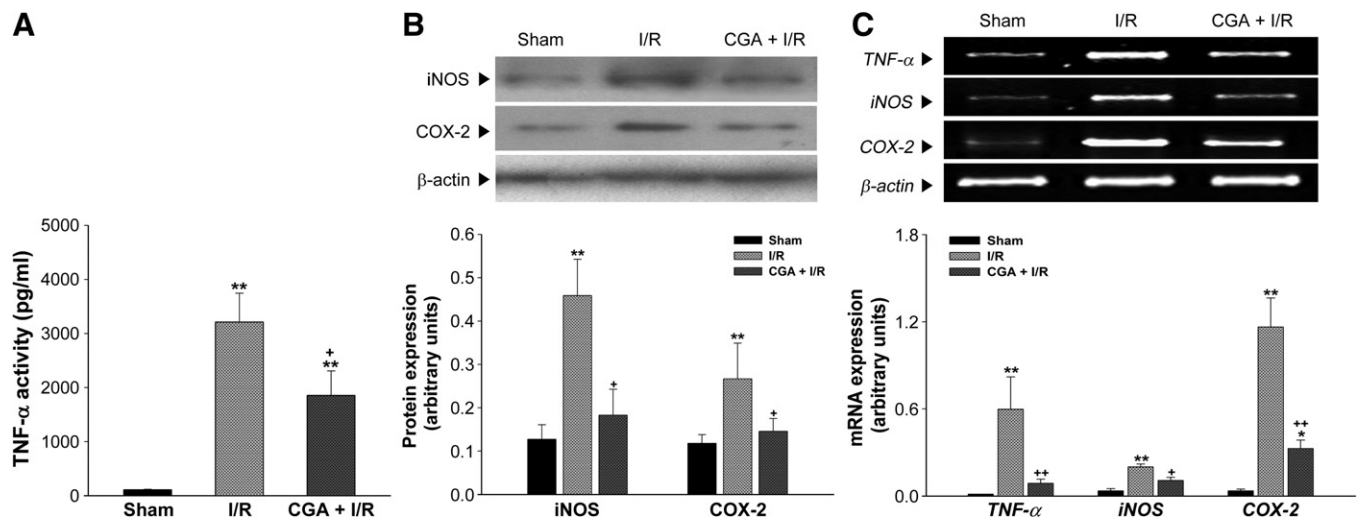 A
TNF-α activity (pg/ml)
5000
4000
3000
2000
1000
0
**
+
**
Sham
I/R
CGA + I/R
B
Sham
I/R
CGA + I/R
iNOS
COX-2
β-actin
Protein expression
(arbitrary units)
0.6
0.5
0.4
0.3
0.2
0.1
0.0
Sham
I/R
CGA + I/R
**
+
**
+
iNOS
COX-2
C
Sham
I/R
CGA + I/R
TNF-α
iNOS
COX-2
β-actin
mRNA expression
(arbitrary units)
1.8
1.2
0.6
0.0
Sham
I/R
CGA + I/R
**
++
**
+
**
++
*
TNF-α
iNOS
COX-2